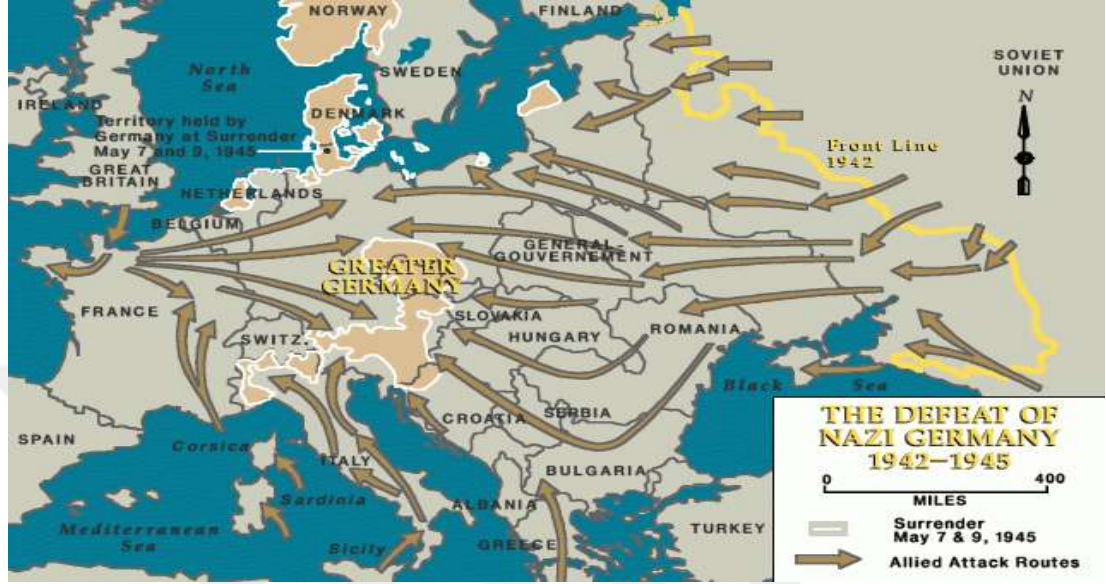 NORWAY
FINLAND
North
Sea
SWEDEN
SOVIET
UNION
N
IRELAND
DENMARK
Territory held by
Germany at Surrender
May 7 and 9, 1945
Front Line
1942
GREAT
BRITAIN
NETHERLANDS
BELGIUM
GENERAL-
GOUVERNEMENT
GREATER
GERMANY
FRANCE
SLOVAKIA
SWITZ.
HUNGARY
ROMANIA
Black Sea
CROATIA
SERBIA
SPAIN
Corsica
ITALY
BULGARIA
Sardinia
ALBANIA
Mediterranean
Sea
Sicily
GREECE
TURKEY
THE DEFEAT OF
NAZI GERMANY
1942–1945
0 400
MILES
Surrender
May 7 & 9, 1945
Allied Attack Routes